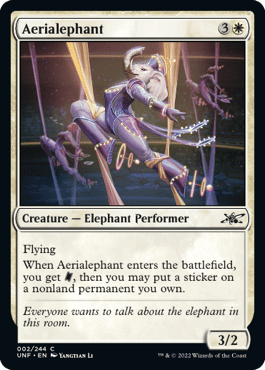 Aerialephant 3
Creature — Elephant Performer
Flying
When Aerialephant enters the battlefield,
you get , then you may put a sticker on
a nonland permanent you own.
Everyone wants to talk about the elephant in
this room.
3/2
002/244 C
UNF • EN Yangtian Li
™ & © 2022 Wizards of the Coast